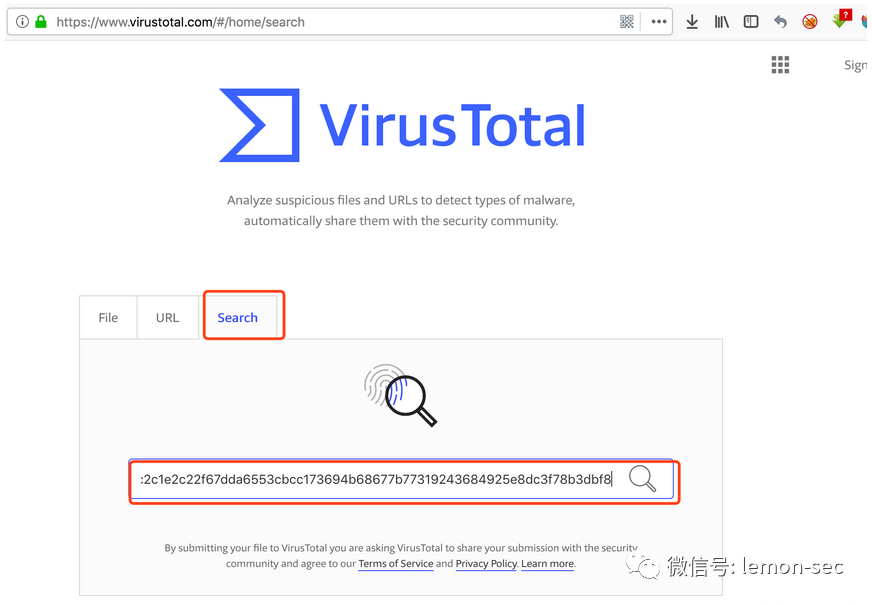 https://www.virustotal.com/#/home/search
?
Sign
VirusTotal
Analyze suspicious files and URLs to detect types of malware,
automatically share them with the security community.
File URL Search
:2c1e2c22f67dda6553cbcc173694b68677b77319243684925e8dc3f78b3dbf8
By submitting your file to VirusTotal you are asking VirusTotal to share your submission with the security
community and agree to our Terms of Service and Privacy Policy. Learn more.
微信号: lemon-sec